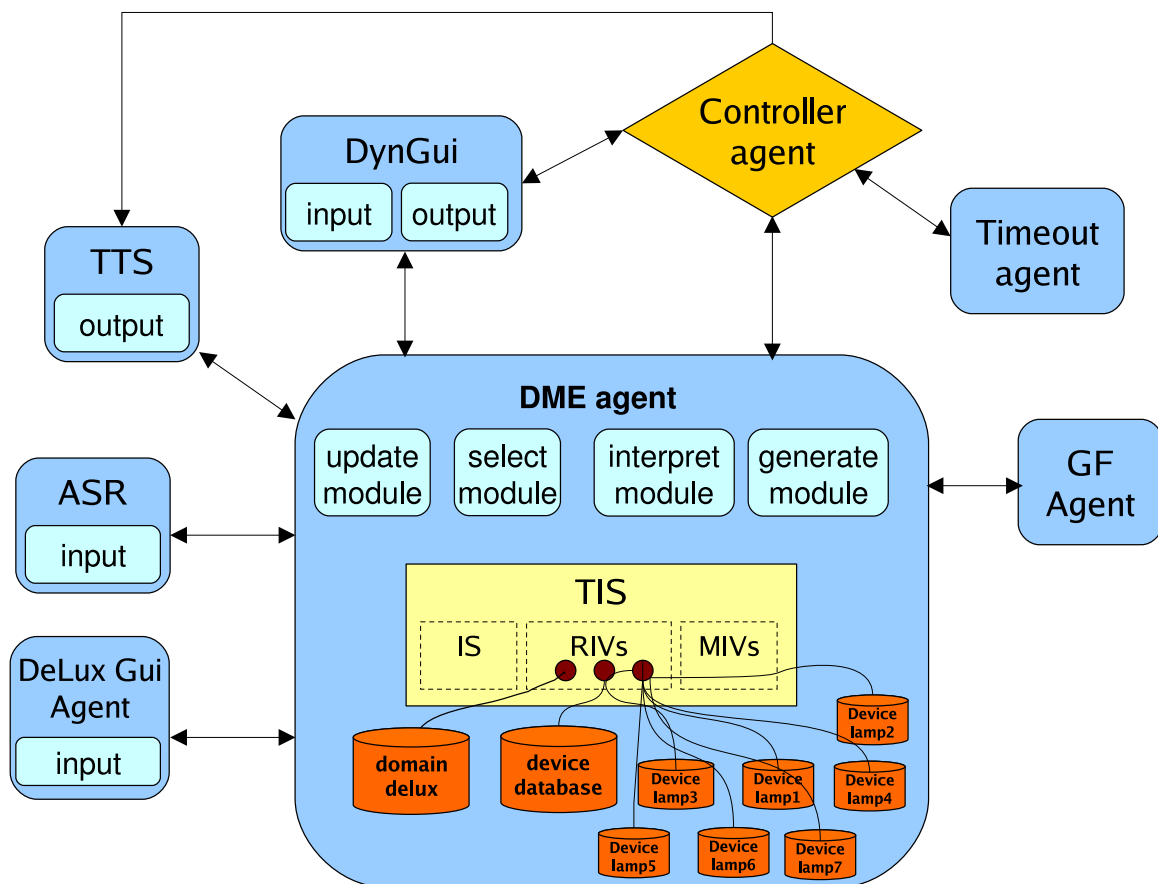 Controller
agent
DynGui
input
output
Timeout
agent
TTS
output
DME agent
update
module
select
module
interpret
module
generate
module
GF
Agent
ASR
input
TIS
IS
RIVs
MIVs
DeLux Gui
Agent
input
Device
lamp2
domain
delux
device
database
Device
lamp3
Device
lamp1
Device
lamp4
Device
lamp5
Device
lamp6
Device
lamp7